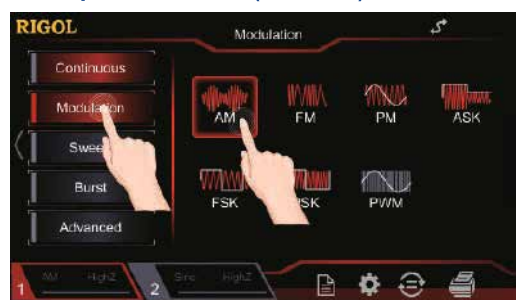 RIGOL
Modulation
Continuous
Modulation
AM
FM
PM
ASK
Sweep
Burst
FSK
PSK
PWM
Advanced
1
AM
HighZ
2
Sine
HighZ